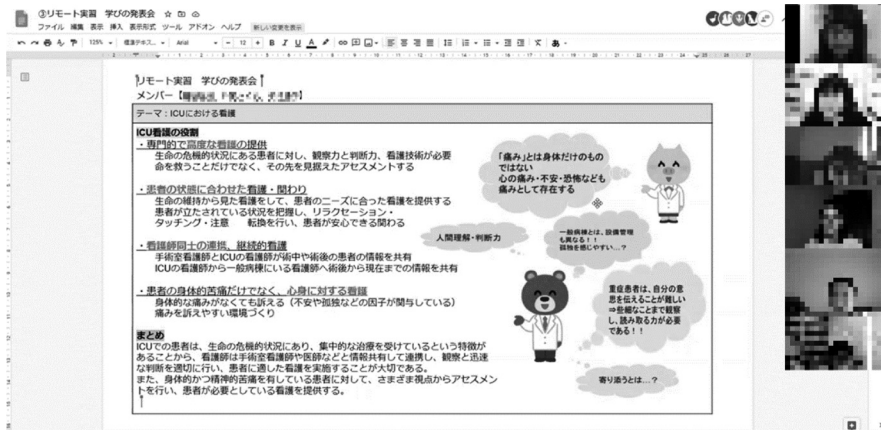 ③リモート実習　学びの発表会
ファイル 編集 表示 挿入 表示形式 ツール アドオン ヘルプ 新しい変更を表示
125% 標準テキス... Arial 12
リモート実習　学びの発表会
メンバー【
テーマ：ICUにおける看護
ICU看護の役割
・専門的で高度な看護の提供
生命の危機的状況にある患者に対し、観察力と判断力、看護技術が必要
命を救うことだけでなく、その先を見据えたアセスメントする
・患者の状態に合わせた看護・関わり
生命の維持から見た看護をして、患者のニーズに合った看護を提供する
患者が立たされている状況を把握し、リラクセーション・
タッチング・注意　転換を行い、患者が安心できる関わる
・看護師同士の連携、継続的看護
手術室看護師とICUの看護師が術中や術後の患者の情報を共有
ICUの看護師から一般病棟にいる看護師へ術後から現在までの情報を共有
・患者の身体的苦痛だけでなく、心身に対する看護
身体的な痛みがなくても訴える（不安や孤独などの因子が関与している）
痛みを訴えやすい環境づくり
まとめ
ICUでの患者は、生命の危機的状況にあり、集中的な治療を受けているという特徴が
あることから、看護師は手術室看護師や医師などと情報共有して連携し、観察と迅速
な判断を適切に行い、患者に適した看護を実施することが大切である。
また、身体的かつ精神的苦痛を有している患者に対して、さまざま視点からアセスメン
トを行い、患者が必要としている看護を提供する。
「痛み」とは身体だけのもの
ではない
心の痛み・不安・恐怖なども
痛みとして存在する
人間理解・判断力
一般病棟とは、設備管理
も異なる！！
孤独を感じやすい…？
重症患者は、自分の意
思を伝えることが難しい
⇒些細なことまで観察
し、読み取る力が必要
である！！
寄り添うとは…？